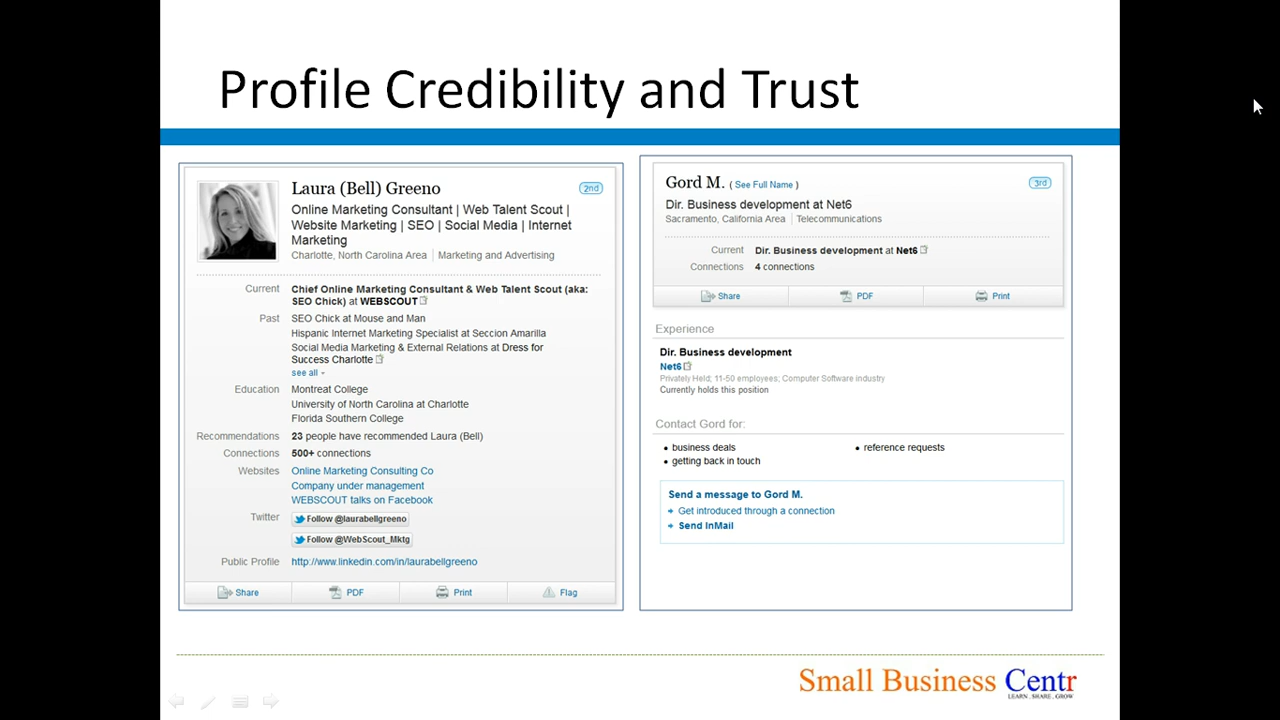 Profile Credibility and Trust
Laura (Bell) Greeno
2nd
Online Marketing Consultant | Web Talent Scout |
Website Marketing | SEO | Social Media | Internet
Marketing
Charlotte, North Carolina Area | Marketing and Advertising
Current Chief Online Marketing Consultant & Web Talent Scout (aka:
SEO Chick) at WEBSCOUT
Past SEO Chick at Mouse and Man
Hispanic Internet Marketing Specialist at Seccion Amarilla
Social Media Marketing & External Relations at Dress for
Success Charlotte
see all
Education Montreat College
University of North Carolina at Charlotte
Florida Southern College
Recommendations 23 people have recommended Laura (Bell)
Connections 500+ connections
Websites Online Marketing Consulting Co
Company under management
WEBSCOUT talks on Facebook
Twitter Follow @laurabellgreeno
Follow @WebScout_Mktg
Public Profile http://www.linkedin.com/in/laurabellgreeno
Share PDF Print Flag
Gord M. ( See Full Name )
3rd
Dir. Business development at Net6
Sacramento, California Area | Telecommunications
Current Dir. Business development at Net6
Connections 4 connections
Share PDF Print
Experience
Dir. Business development
Net6
Privately Held; 11-50 employees; Computer Software industry
Currently holds this position
Contact Gord for:
business deals
reference requests
getting back in touch
Send a message to Gord M.
Get introduced through a connection
Send InMail
Small Business Centr
LEARN . SHARE . GROW